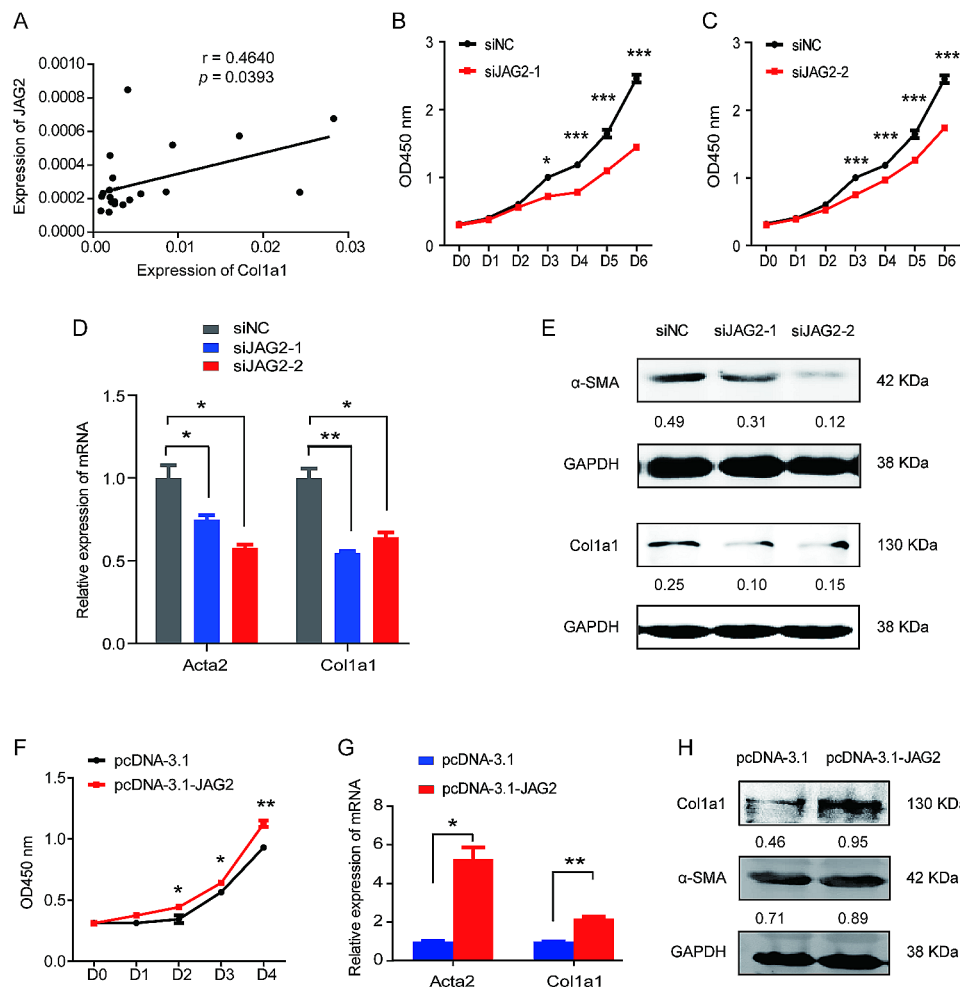 A
r = 0.4640
p = 0.0393
Expression of JAG2
0.0010
0.0008
0.0006
0.0004
0.0002
0.0000
0.00
0.01
0.02
0.03
Expression of Col1a1
B
siNC
siJAG2-1
OD450 nm
3
2
1
0
*
***
***
***
D0
D1
D2
D3
D4
D5
D6
C
siNC
siJAG2-2
OD450 nm
3
2
1
0
***
***
***
***
D0
D1
D2
D3
D4
D5
D6
D
siNC
siJAG2-1
siJAG2-2
Relative expression of mRNA
1.5
1.0
0.5
0.0
*
*
*
**
Acta2
Col1a1
E
siNC siJAG2-1 siJAG2-2
α-SMA
42 KDa
0.49 0.31 0.12
GAPDH
38 KDa
Col1a1
130 KDa
0.25 0.10 0.15
GAPDH
38 KDa
F
pcDNA-3.1
pcDNA-3.1-JAG2
OD450 nm
1.5
1.0
0.5
0.0
*
*
**
D0
D1
D2
D3
D4
G
pcDNA-3.1
pcDNA-3.1-JAG2
Relative expression of mRNA
8
6
4
2
0
*
**
Acta2
Col1a1
H
pcDNA-3.1 pcDNA-3.1-JAG2
Col1a1
130 KDa
0.46 0.95
α-SMA
42 KDa
0.71 0.89
GAPDH
38 KDa